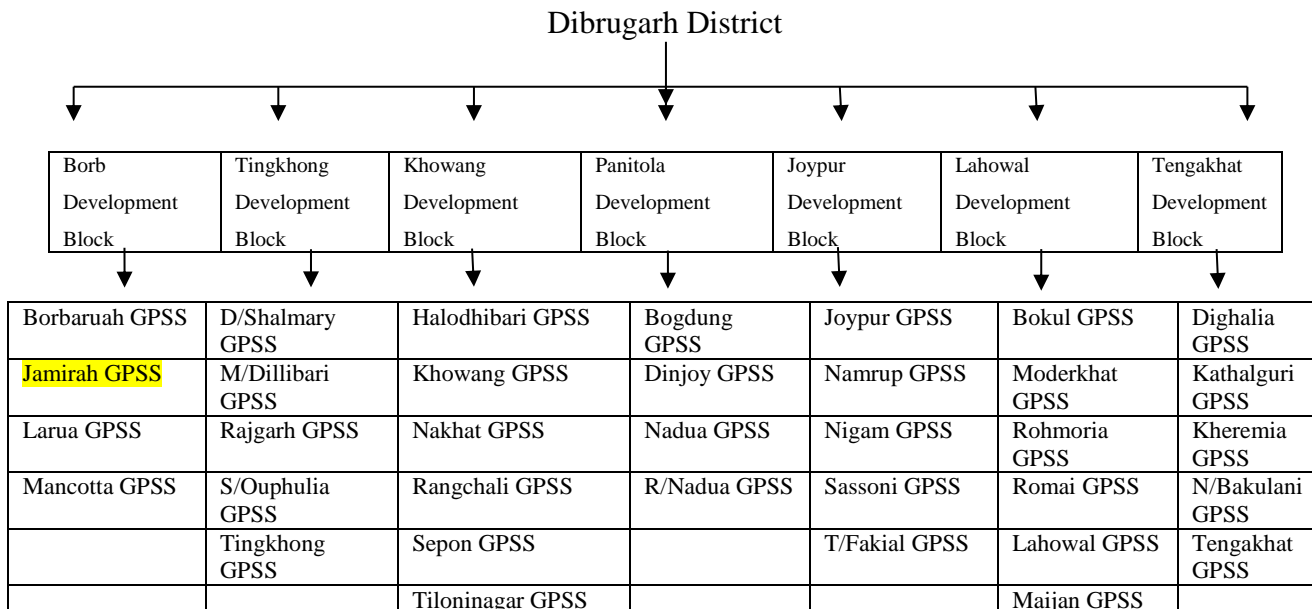 Dibrugarh District
Borb
Development
Block
Tingkhong
Development
Block
Khowang
Development
Block
Panitola
Development
Block
Joypur
Development
Block
Lahowal
Development
Block
Tengakhat
Development
Block
Borbaruah GPSS
D/Shalmary
GPSS
Halodhibari GPSS
Bogdung
GPSS
Joypur GPSS
Bokul GPSS
Dighalia
GPSS
Jamirah GPSS
M/Dillibari
GPSS
Khowang GPSS
Dinjoy GPSS
Namrup GPSS
Moderkhat
GPSS
Kathalguri
GPSS
Larua GPSS
Rajgarh GPSS
Nakhat GPSS
Nadua GPSS
Nigam GPSS
Rohmoria
GPSS
Kheremia
GPSS
Mancotta GPSS
S/Ouphulia
GPSS
Rangchali GPSS
R/Nadua GPSS
Sassoni GPSS
Romai GPSS
N/Bakulani
GPSS
Tingkhong
GPSS
Sepon GPSS
T/Fakial GPSS
Lahowal GPSS
Tengakhat
GPSS
Tiloninagar GPSS
Maijan GPSS